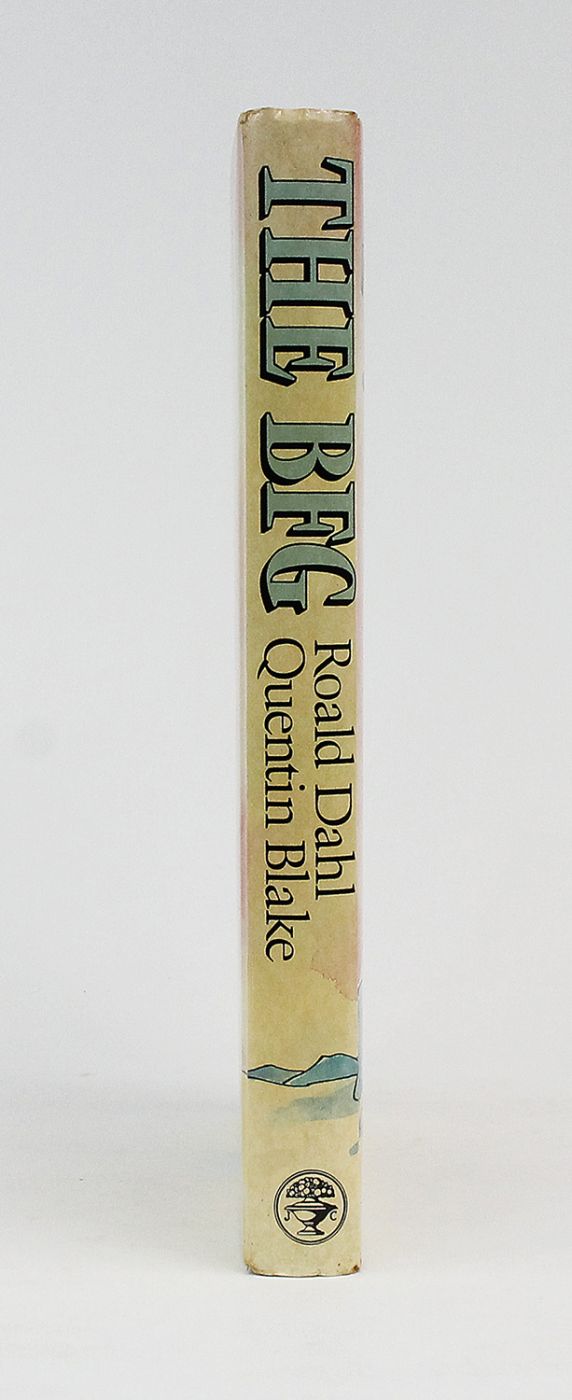 THE BFG
Roald Dahl
Quentin Blake
J C